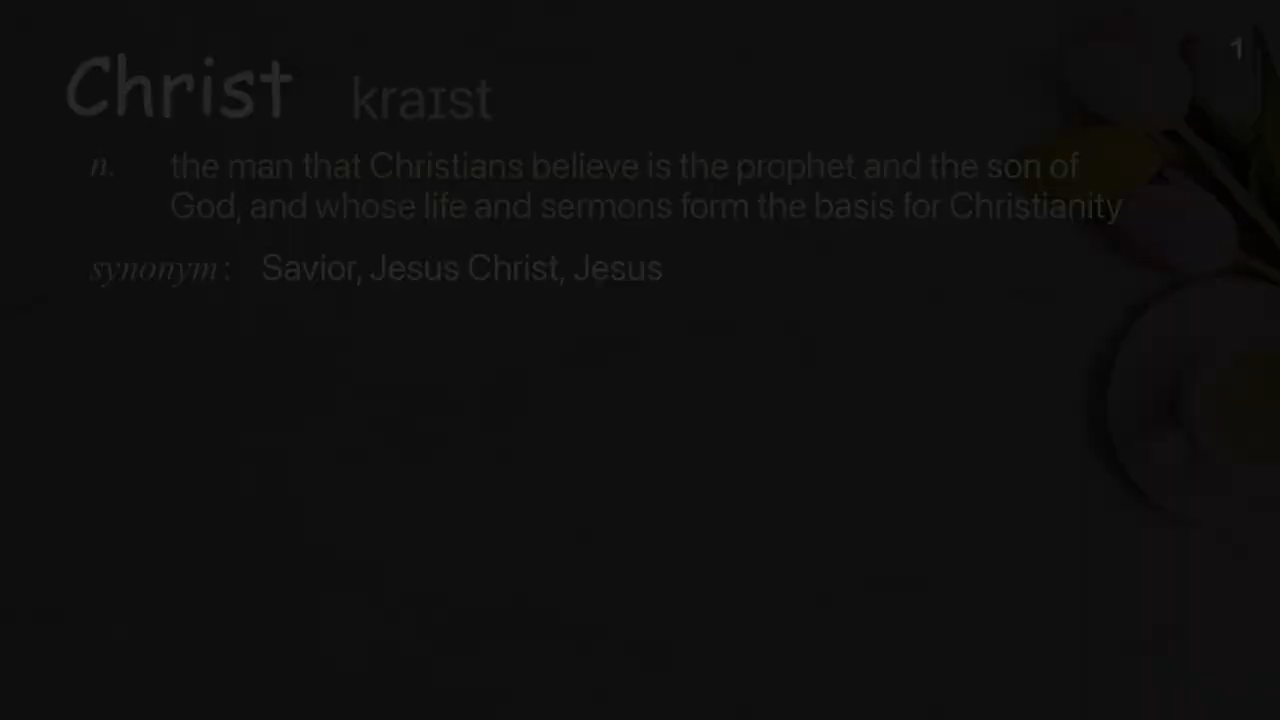 1
Christ kraɪst
n. the man that Christians believe is the prophet and the son of
God, and whose life and sermons form the basis for Christianity
synonym : Savior, Jesus Christ, Jesus